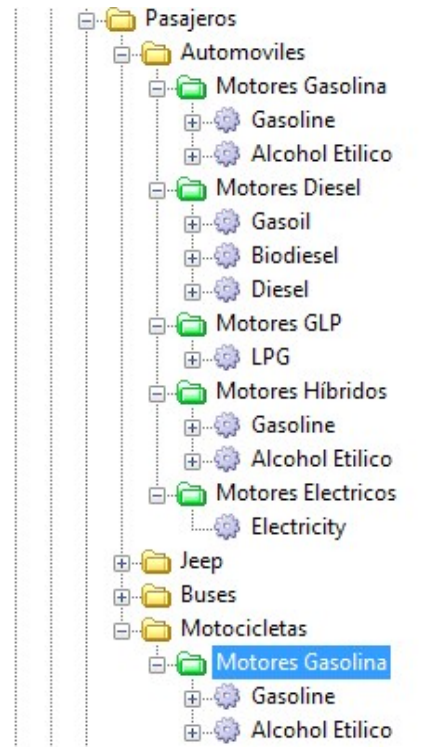 Pasajeros
Automoviles
Motores Gasolina
Gasoline
Alcohol Etilico
Motores Diesel
Gasoil
Biodiesel
Diesel
Motores GLP
LPG
Motores Híbridos
Gasoline
Alcohol Etilico
Motores Electricos
Electricity
Jeep
Buses
Motocicletas
Motores Gasolina
Gasoline
Alcohol Etilico